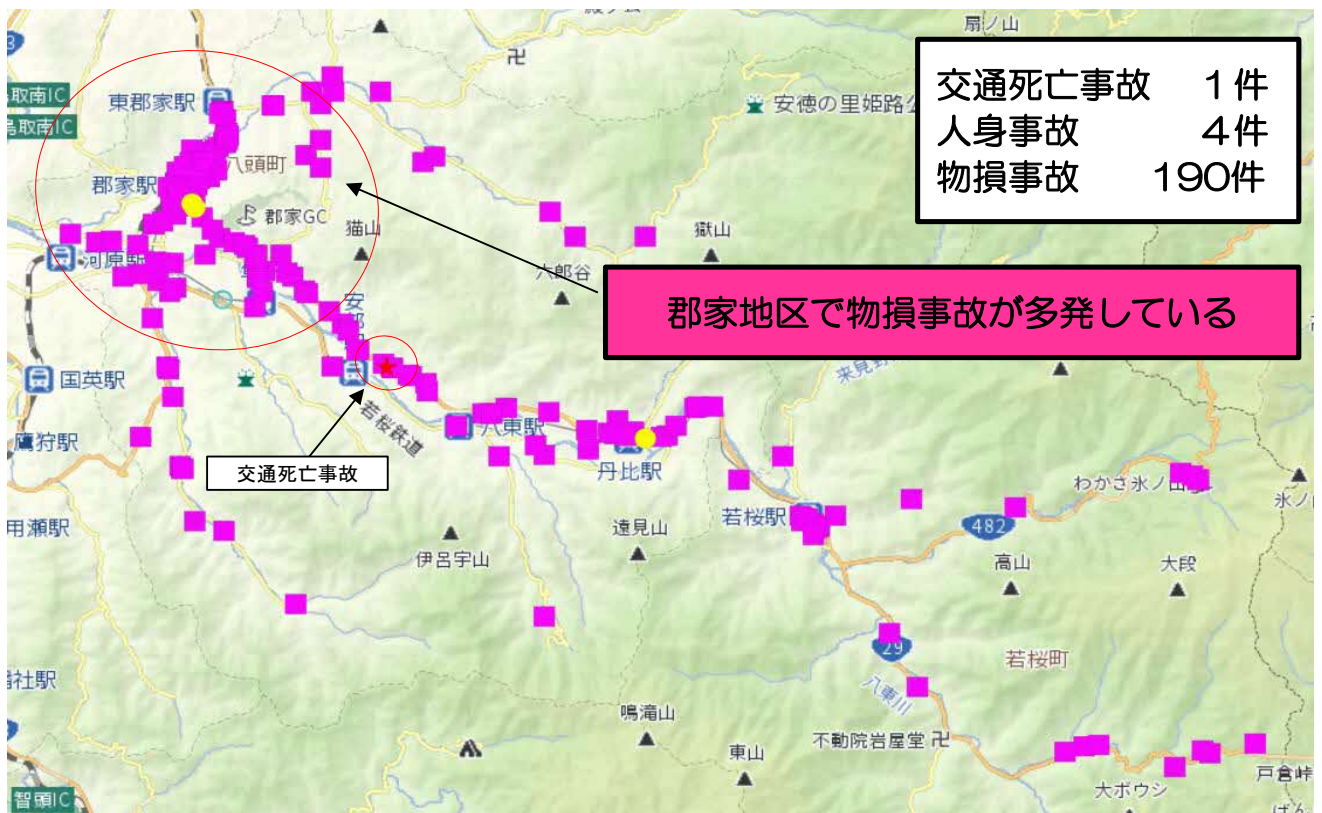 扇ノ山
交通死亡事故 1件
人身事故 4件
物損事故 190件
取南IC
鳥取南IC
東郡家駅
安徳の里姫路公
八頭町
郡家駅
郡家GC
猫山
獄山
河原駅
六郎谷
郡家地区で物損事故が多発している
安部
来見野
国英駅
若桜鉄道
八東駅
鷹狩駅
交通死亡事故
丹比駅
わかさ氷ノ山
氷ノ
用瀬駅
若桜駅
遠見山
482
伊呂宇山
高山
大段
29
若桜町
社駅
八東川
鳴滝山
不動院岩屋堂
東山
戸倉峠
智頭IC
大ボウシ